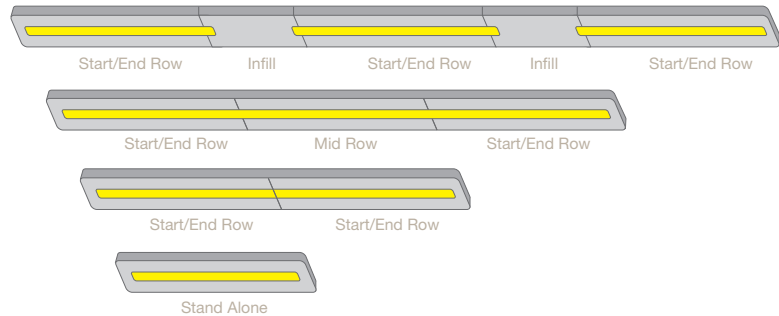 Start/End Row Infill Start/End Row Infill Start/End Row
Start/End Row Mid Row Start/End Row
Start/End Row Start/End Row
Stand Alone